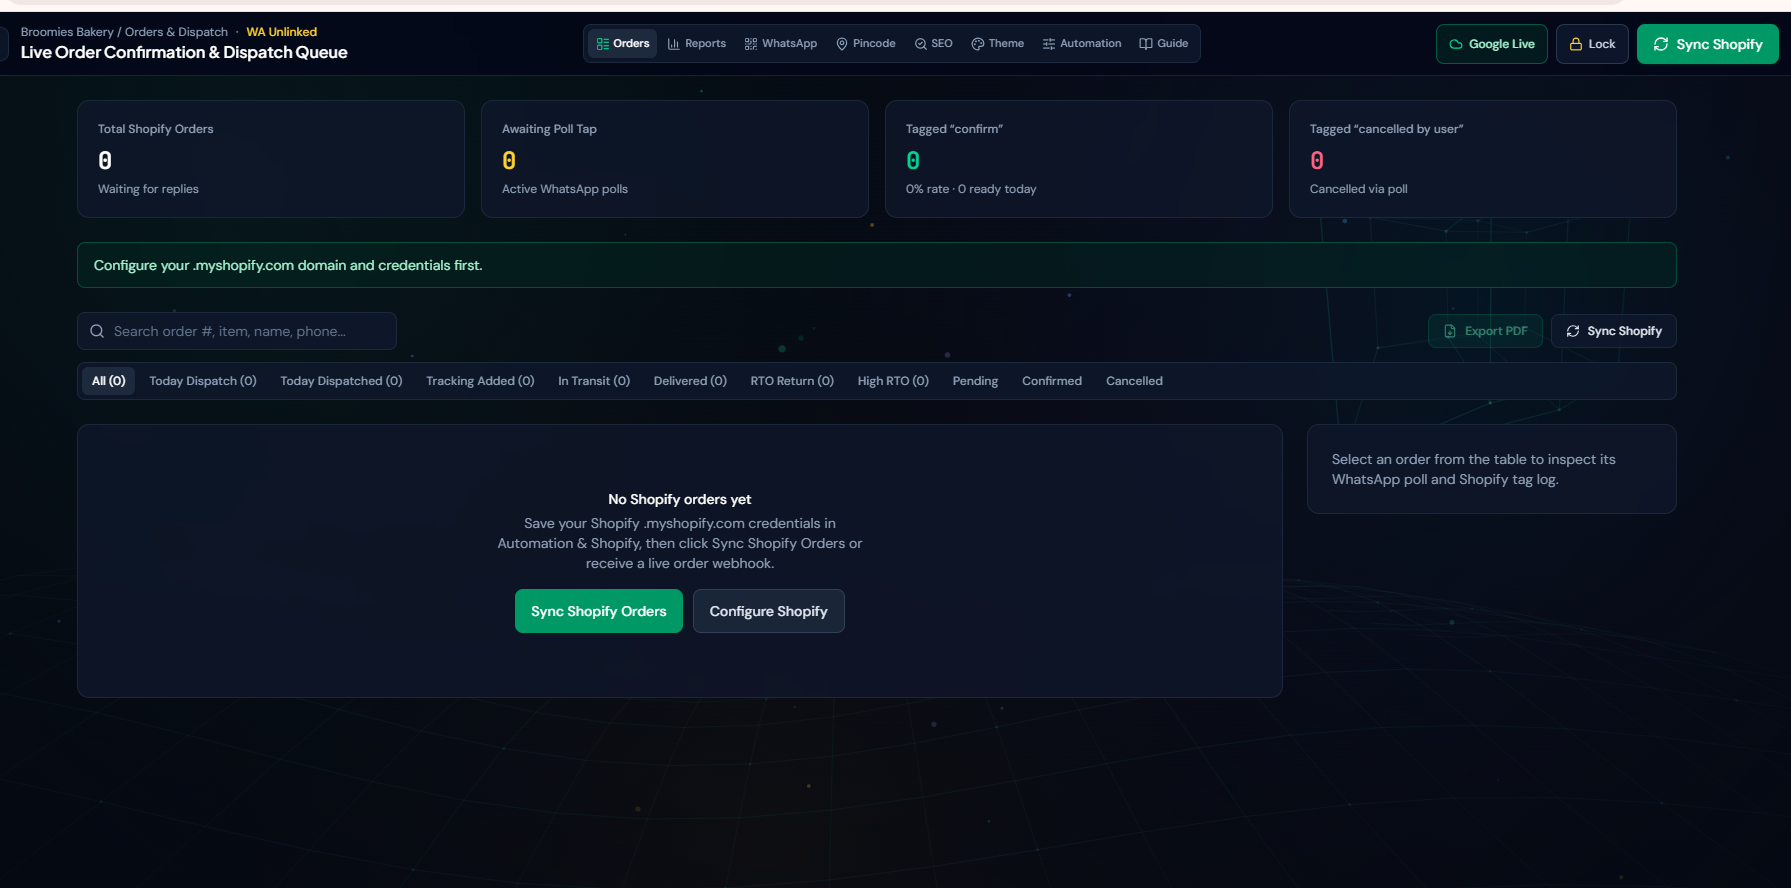 Broomies Bakery / Orders & Dispatch · WA Unlinked
Live Order Confirmation & Dispatch Queue
Orders Reports WhatsApp Pincode SEO Theme Automation Guide
Google Live Lock Sync Shopify
Total Shopify Orders
0
Waiting for replies
Awaiting Poll Tap
0
Active WhatsApp polls
Tagged “confirm”
0
0% rate · 0 ready today
Tagged “cancelled by user”
0
Cancelled via poll
Configure your .myshopify.com domain and credentials first.
Search order #, item, name, phone...
Export PDF Sync Shopify
All (0) Today Dispatch (0) Today Dispatched (0) Tracking Added (0) In Transit (0) Delivered (0) RTO Return (0) High RTO (0) Pending Confirmed Cancelled
No Shopify orders yet
Save your Shopify .myshopify.com credentials in
Automation & Shopify, then click Sync Shopify Orders or
receive a live order webhook.
Sync Shopify Orders Configure Shopify
Select an order from the table to inspect its
WhatsApp poll and Shopify tag log.